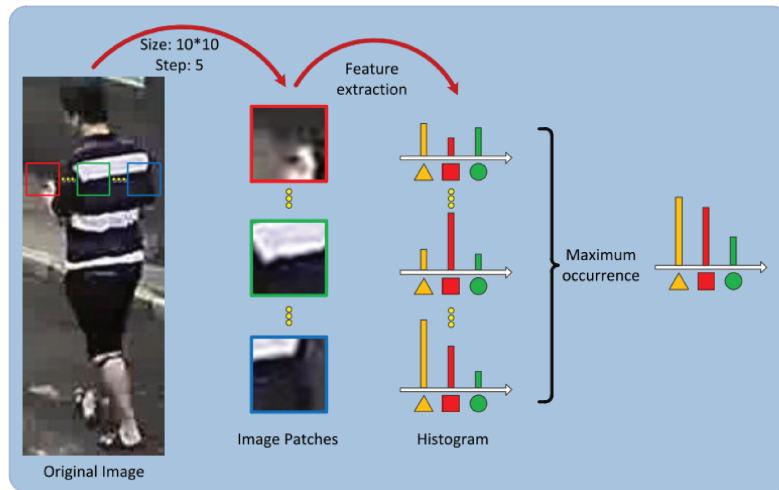 Size: 10*10
Step: 5
Feature
extraction
Maximum
occurrence
Original Image
Image Patches
Histogram